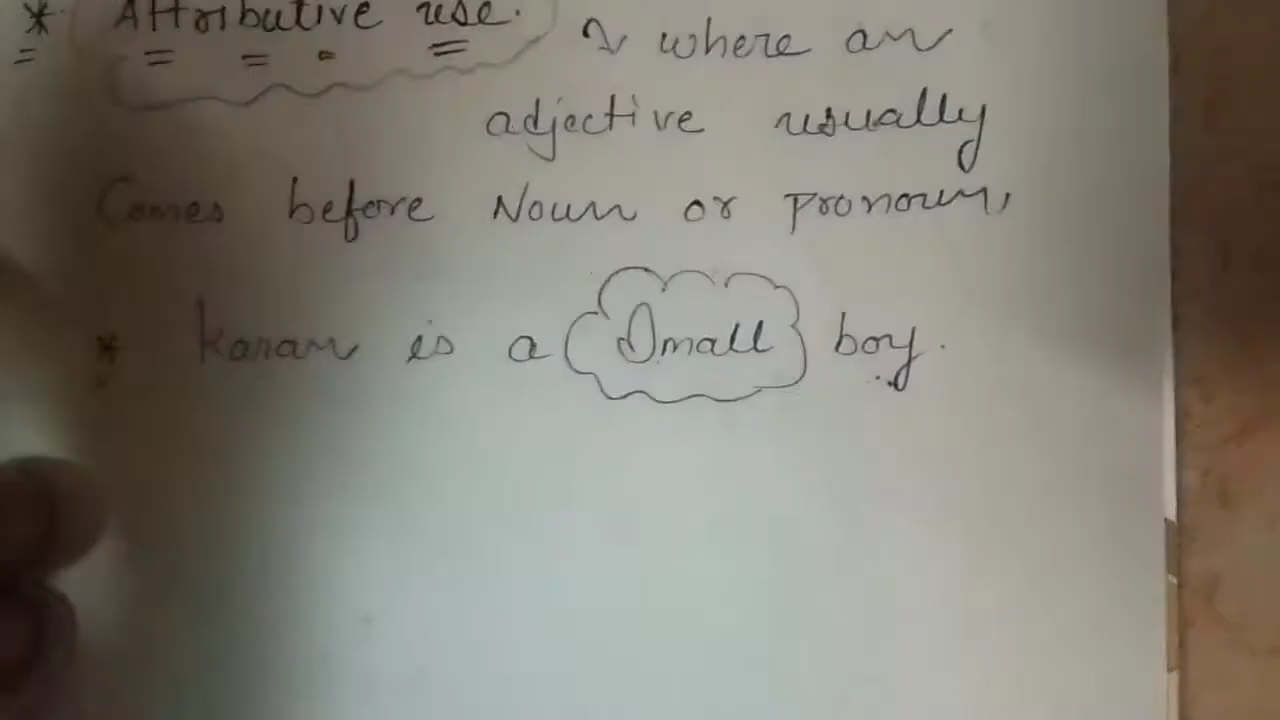 * Attributive use. ~ where an
adjective usually
Comes before Noun or pronoun,
* Karan is a Small boy.